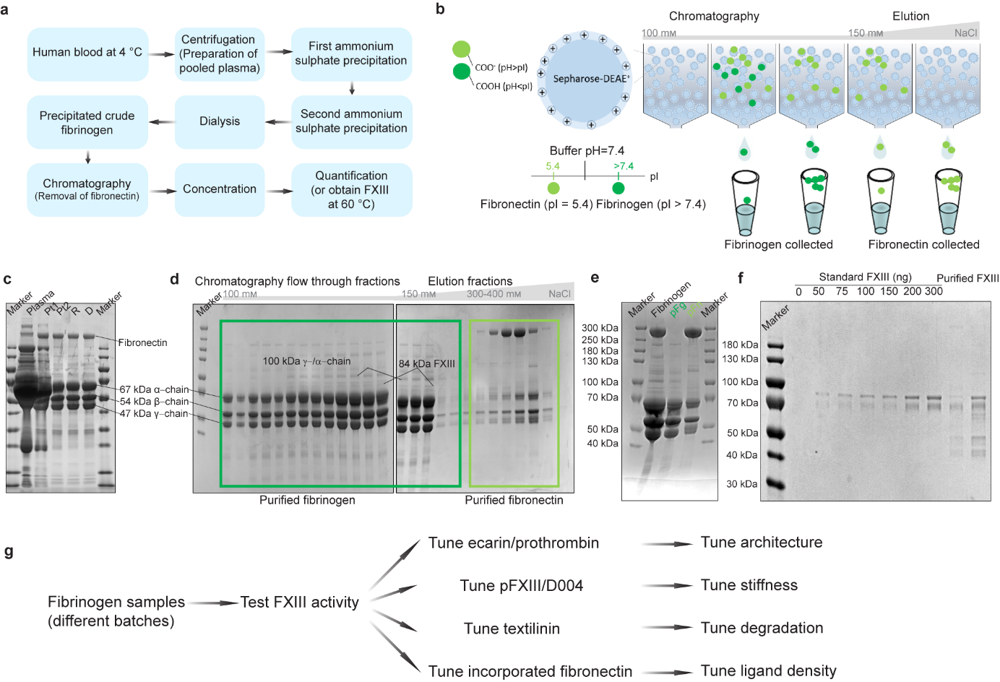 a
Human blood at 4 °C
Centrifugation
(Preparation of
pooled plasma)
First ammonium
sulphate precipitation
Precipitated crude
fibrinogen
Dialysis
Second ammonium
sulphate precipitation
Chromatography
(Removal of fibronectin)
Concentration
Quantification
(or obtain FXIII
at 60 °C)
b
Chromatography
Elution
100 mM
150 mM
NaCl
COO⁻ (pH>pI)
COOH (pH<pI)
Sepharose-DEAE⁺
Buffer pH=7.4
5.4
>7.4
pI
Fibronectin (pI = 5.4) Fibrinogen (pI > 7.4)
Fibrinogen collected
Fibronectin collected
c
Marker
Plasma
Pt1
Pt2
R
D
Marker
Fibronectin
67 kDa α−chain
54 kDa β−chain
47 kDa γ−chain
d
Chromatography flow through fractions
Elution fractions
Marker
100 mM
150 mM
300-400 mM
NaCl
100 kDa γ−/α−chain
84 kDa FXIII
Purified fibrinogen
Purified fibronectin
e
Marker
Fibrinogen
pFg
Marker
300 kDa
250 kDa
180 kDa
130 kDa
100 kDa
70 kDa
50 kDa
40 kDa
f
Standard FXIII (ng)
Purified FXIII
0 50 75 100 150 200 300
Marker
180 kDa
130 kDa
100 kDa
70 kDa
50 kDa
40 kDa
30 kDa
g
Fibrinogen samples
(different batches)
Test FXIII activity
Tune ecarin/prothrombin
Tune architecture
Tune pFXIII/D004
Tune stiffness
Tune textilinin
Tune degradation
Tune incorporated fibronectin
Tune ligand density